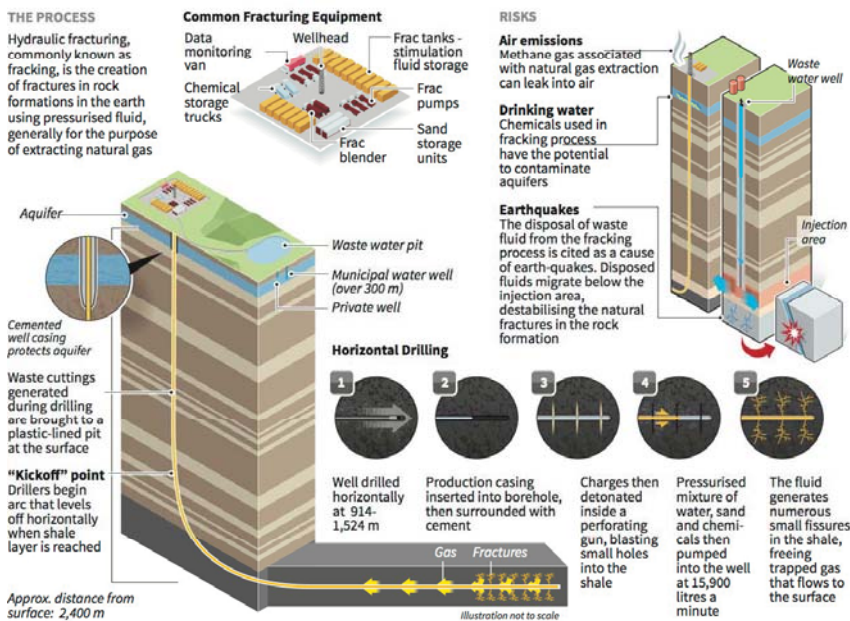 THE PROCESS
Hydraulic fracturing,
commonly known as
fracking, is the creation
of fractures in rock
formations in the earth
using pressurised fluid,
generally for the purpose
of extracting natural gas
Common Fracturing Equipment
Data
monitoring
van
Wellhead
Frac tanks -
stimulation
fluid storage
Chemical
storage
trucks
Frac
pumps
Frac
blender
Sand
storage
units
RISKS
Air emissions
Methane gas associated
with natural gas extraction
can leak into air
Drinking water
Chemicals used in
fracking process
have the potential
to contaminate
aquifers
Earthquakes
The disposal of waste
fluid from the fracking
process is cited as a cause
of earth-quakes. Disposed
fluids migrate below the
injection area,
destabilising the natural
fractures in the rock
formation
Waste
water well
Injection
area
Aquifer
Waste water pit
Municipal water well
(over 300 m)
Private well
Cemented
well casing
protects aquifer
Waste cuttings
generated
during drilling
are brought to a
plastic-lined pit
at the surface
"Kickoff" point
Drillers begin
arc that levels
off horizontally
when shale
layer is reached
Approx. distance from
surface: 2,400 m
Gas
Fractures
Illustration not to scale
Horizontal Drilling
1
Well drilled
horizontally
at 914-
1,524 m
2
Production casing
inserted into borehole,
then surrounded with
cement
3
Charges then
detonated
inside a
perforating
gun, blasting
small holes
into the
shale
4
Pressurised
mixture of
water, sand
and chemi-
cals then
pumped
into the well
at 15,900
litres a
minute
5
The fluid
generates
numerous
small fissures
in the shale,
freeing
trapped gas
that flows to
the surface